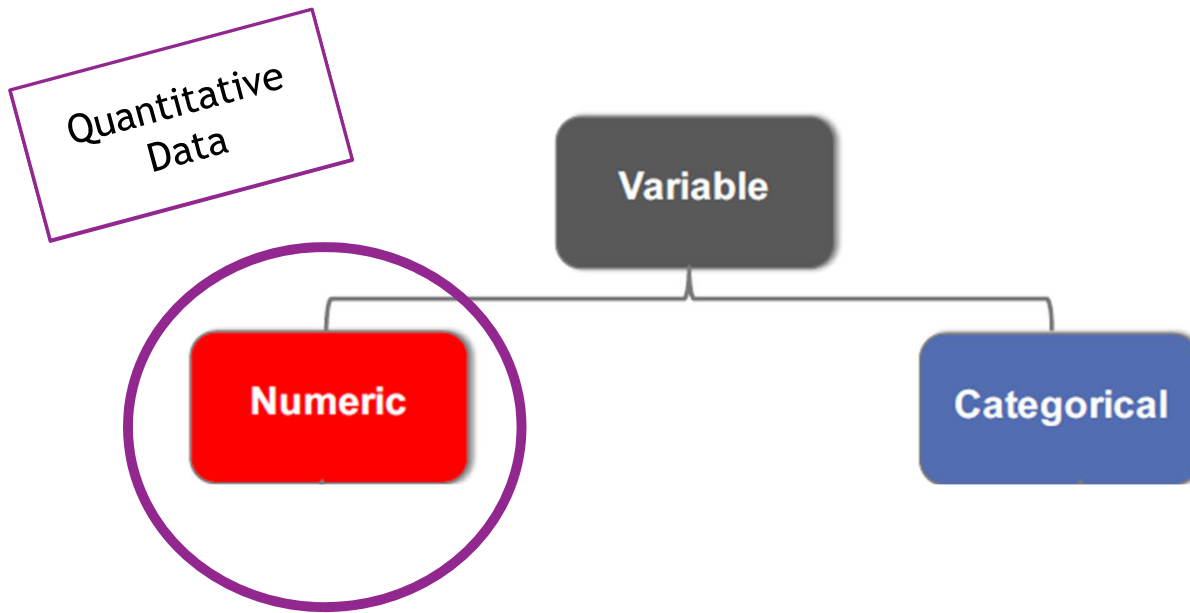 Quantitative
Data
Variable
Numeric
Categorical